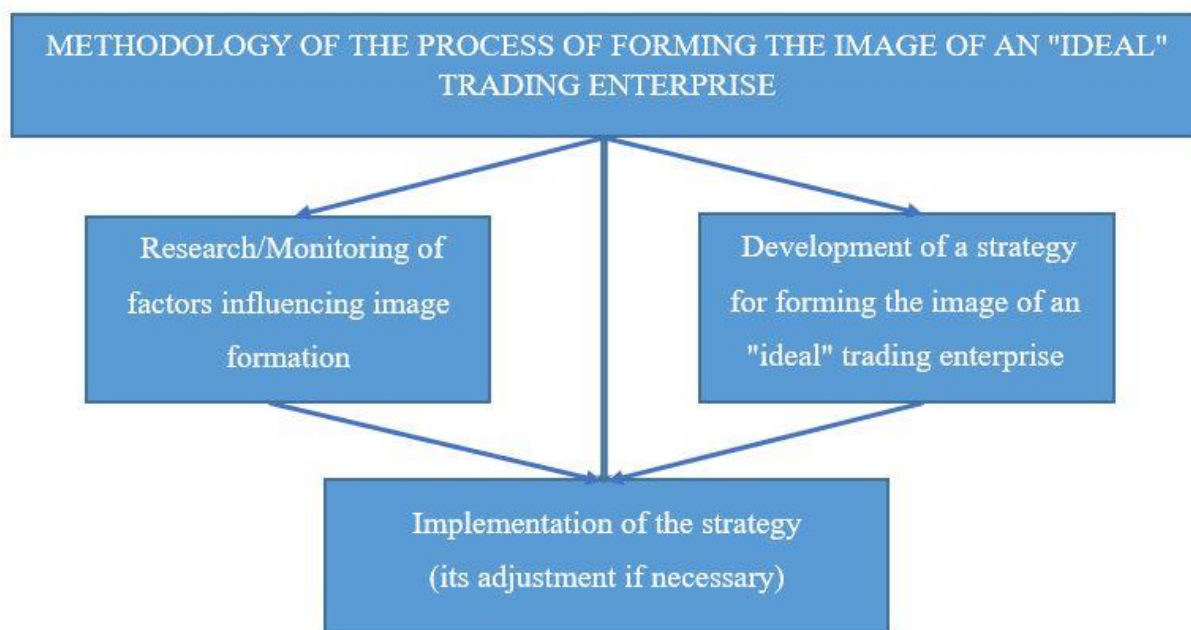 METHODOLOGY OF THE PROCESS OF FORMING THE IMAGE OF AN "IDEAL"
TRADING ENTERPRISE
Research/Monitoring of
factors influencing image
formation
Development of a strategy
for forming the image of an
"ideal" trading enterprise
Implementation of the strategy
(its adjustment if necessary)